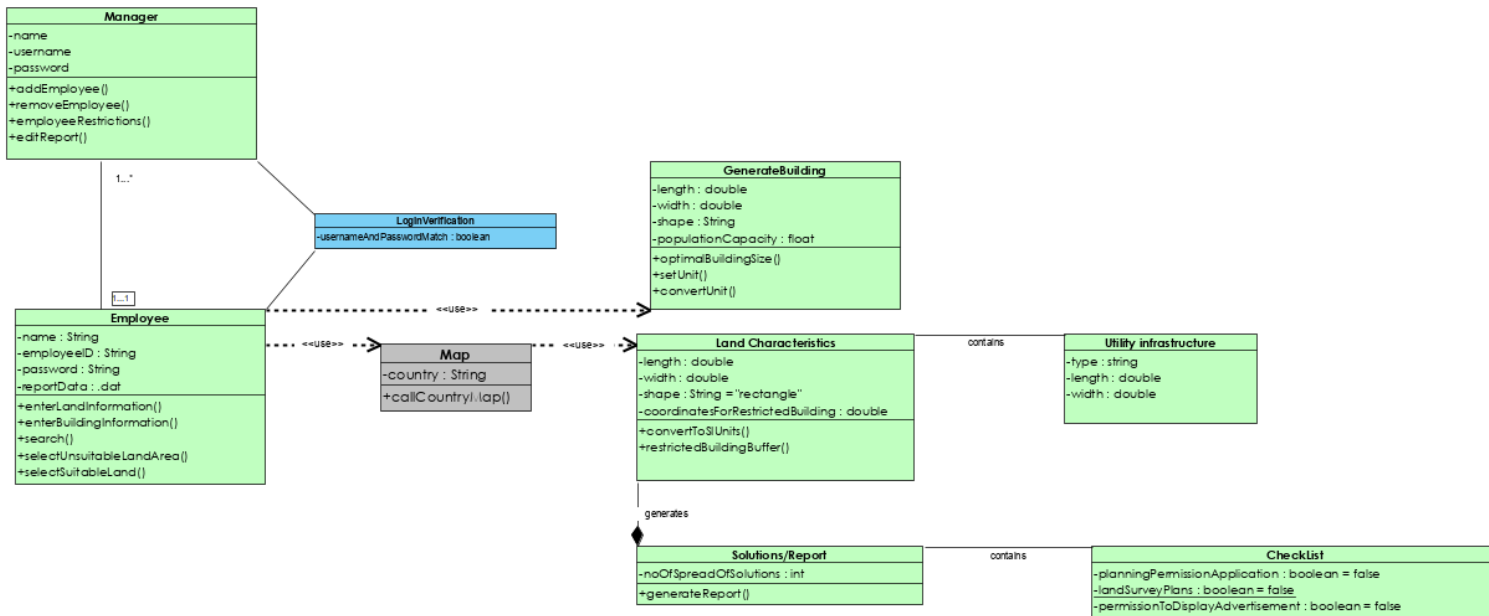 Manager
-name
-username
-password
+addEmployee()
+removeEmployee()
+employeeRestrictions()
+editReport()
1...*
LoginVerification
-usernameAndPasswordMatch : boolean
GenerateBuilding
-length : double
-width : double
-shape : String
-populationCapacity : float
+optimalBuildingSize()
+setUnit()
+convertUnit()
1...1
<<use>>
Employee
-name : String
-employeeID : String
-password : String
-reportData : .dat
+enterLandInformation()
+enterBuildingInformation()
+search()
+selectUnsuitableLandArea()
+selectSuitableLand()
<<use>>
Map
-country : String
+callCountryMap()
<<use>>
Land Characteristics
-length : double
-width : double
-shape : String = "rectangle"
-coordinatesForRestrictedBuilding : double
+convertToSIUnits()
+restrictedBuildingBuffer()
contains
Utility infrastructure
-type : string
-length : double
-width : double
generates
Solutions/Report
-noOfSpreadOfSolutions : int
+generateReport()
contains
CheckList
-planningPermissionApplication : boolean = false
-landSurveyPlans : boolean = false
-permissionToDisplayAdvertisement : boolean = false